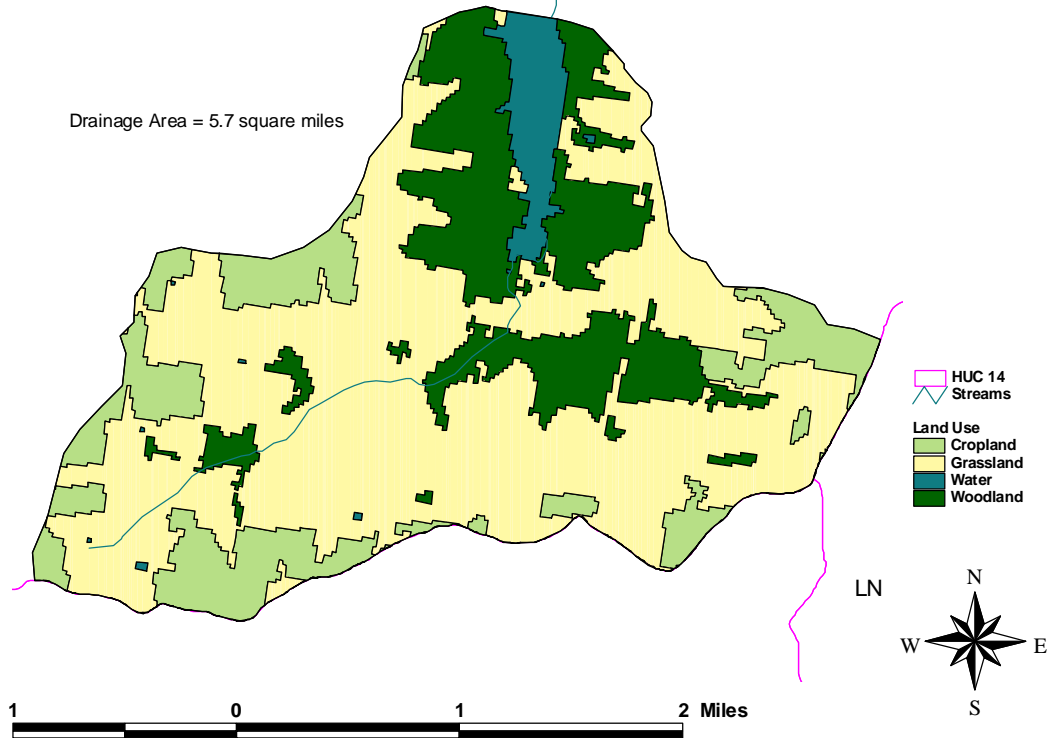 Drainage Area = 5.7 square miles
HUC 14
Streams
Land Use
Cropland
Grassland
Water
Woodland
LN
N
W
E
S
1 0 1 2 Miles